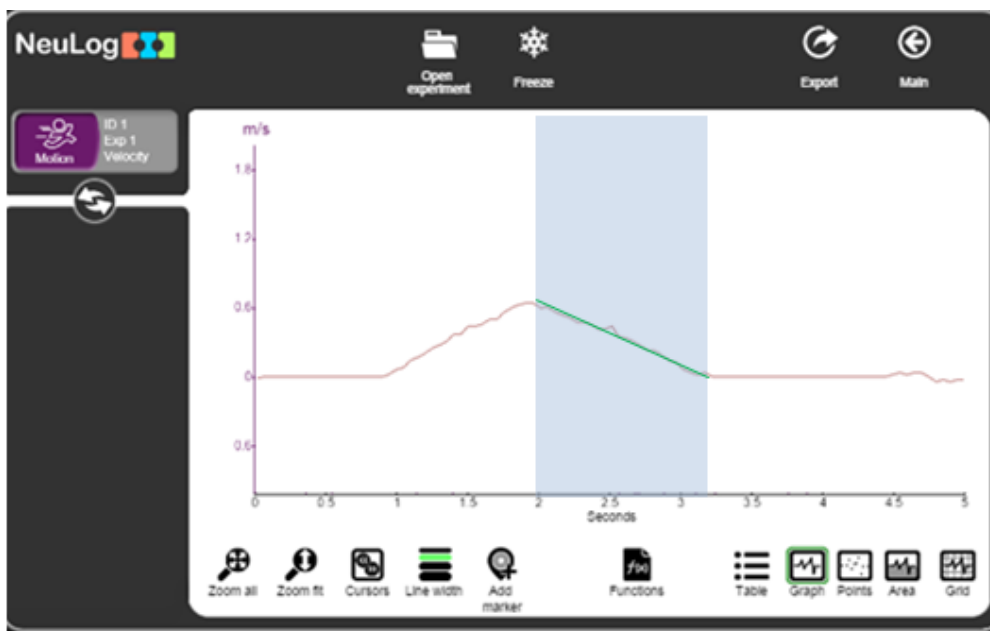 NeuLog
Open
experiment
Freeze
Export
Main
Motion
ID 1
Exp 1
Velocity
m/s
1.8
1.2
0.6
0
0.6
0 0.5 1 1.5 2 2.5 3 3.5 4 4.5 5
Seconds
Zoom all
Zoom fit
Cursors
Line width
Add
marker
f(x)
Functions
Table
Graph
Points
Area
Grid